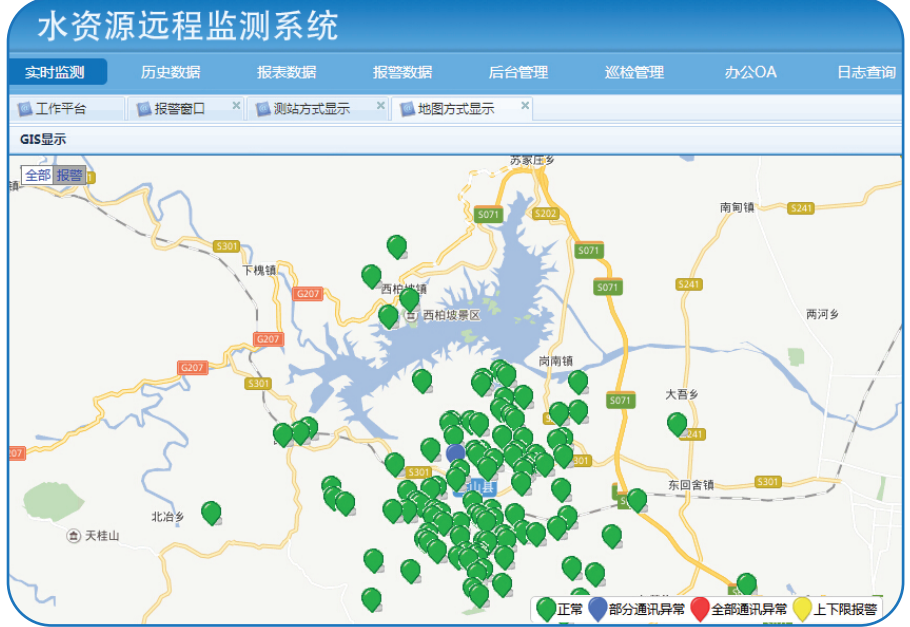 水资源远程监测系统
实时监测 历史数据 报表数据 报警数据 后台管理 巡检管理 办公OA 日志查询
工作平台 报警窗口 × 测站方式显示 × 地图方式显示 ×
GIS显示
苏家庄乡
全部 报警
南甸镇 S241
S071 S202
S301
S071
下槐镇
S241
S071
西柏坡镇
G207
两河乡
西柏坡景区
G207
岗南镇
G207
S301
大吾乡
S071
S301
东回舍镇 S301
北冶乡
天桂山
正常 部分通讯异常 全部通讯异常 上下限报警